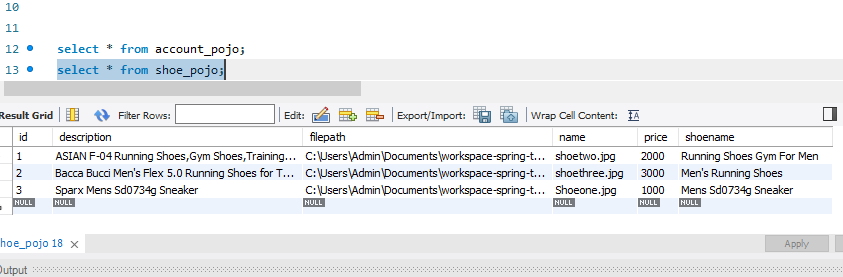 10
11
12 select * from account_pojo;
13 select * from shoe_pojo;
Result Grid Filter Rows: Edit: Export/Import: Wrap Cell Content:
id description filepath name price shoename
1 ASIAN F-04 Running Shoes,Gym Shoes,Training... C:\Users\Admin\Documents\workspace-spring-t... shoetwo.jpg 2000 Running Shoes Gym For Men
2 Bacca Bucci Men's Flex 5.0 Running Shoes for T... C:\Users\Admin\Documents\workspace-spring-t... shoethree.jpg 3000 Men's Running Shoes
3 Sparx Mens Sd0734g Sneaker C:\Users\Admin\Documents\workspace-spring-t... Shoeone.jpg 1000 Mens Sd0734g Sneaker
NULL NULL NULL NULL NULL NULL
hoe_pojo 18 Apply
Output